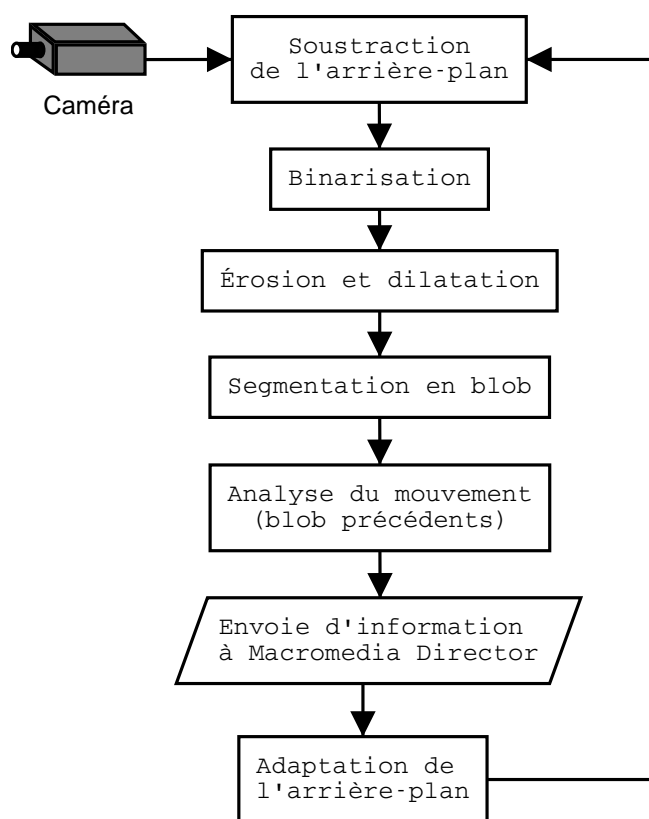 Soustraction
de l'arrière-plan
Caméra
Binarisation
Érosion et dilatation
Segmentation en blob
Analyse du mouvement
(blob précédents)
Envoie d'information
à Macromedia Director
Adaptation de
l'arrière-plan